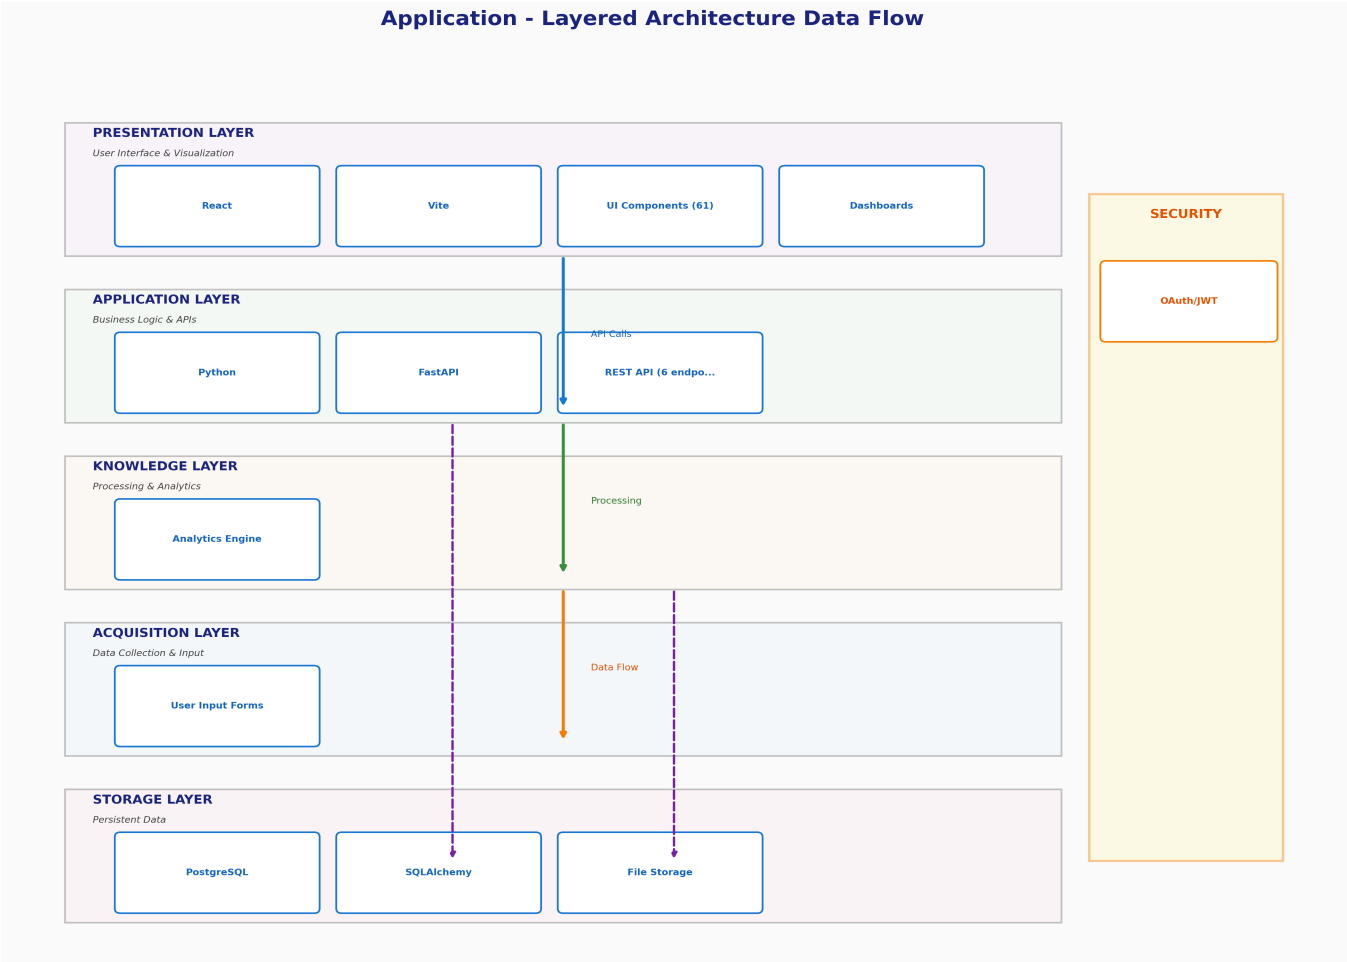 Application - Layered Architecture Data Flow
PRESENTATION LAYER
User Interface & Visualization
React
Vite
UI Components (61)
Dashboards
SECURITY
OAuth/JWT
APPLICATION LAYER
Business Logic & APIs
API Calls
Python
FastAPI
REST API (6 endpo...
KNOWLEDGE LAYER
Processing & Analytics
Processing
Analytics Engine
ACQUISITION LAYER
Data Collection & Input
Data Flow
User Input Forms
STORAGE LAYER
Persistent Data
PostgreSQL
SQLAlchemy
File Storage